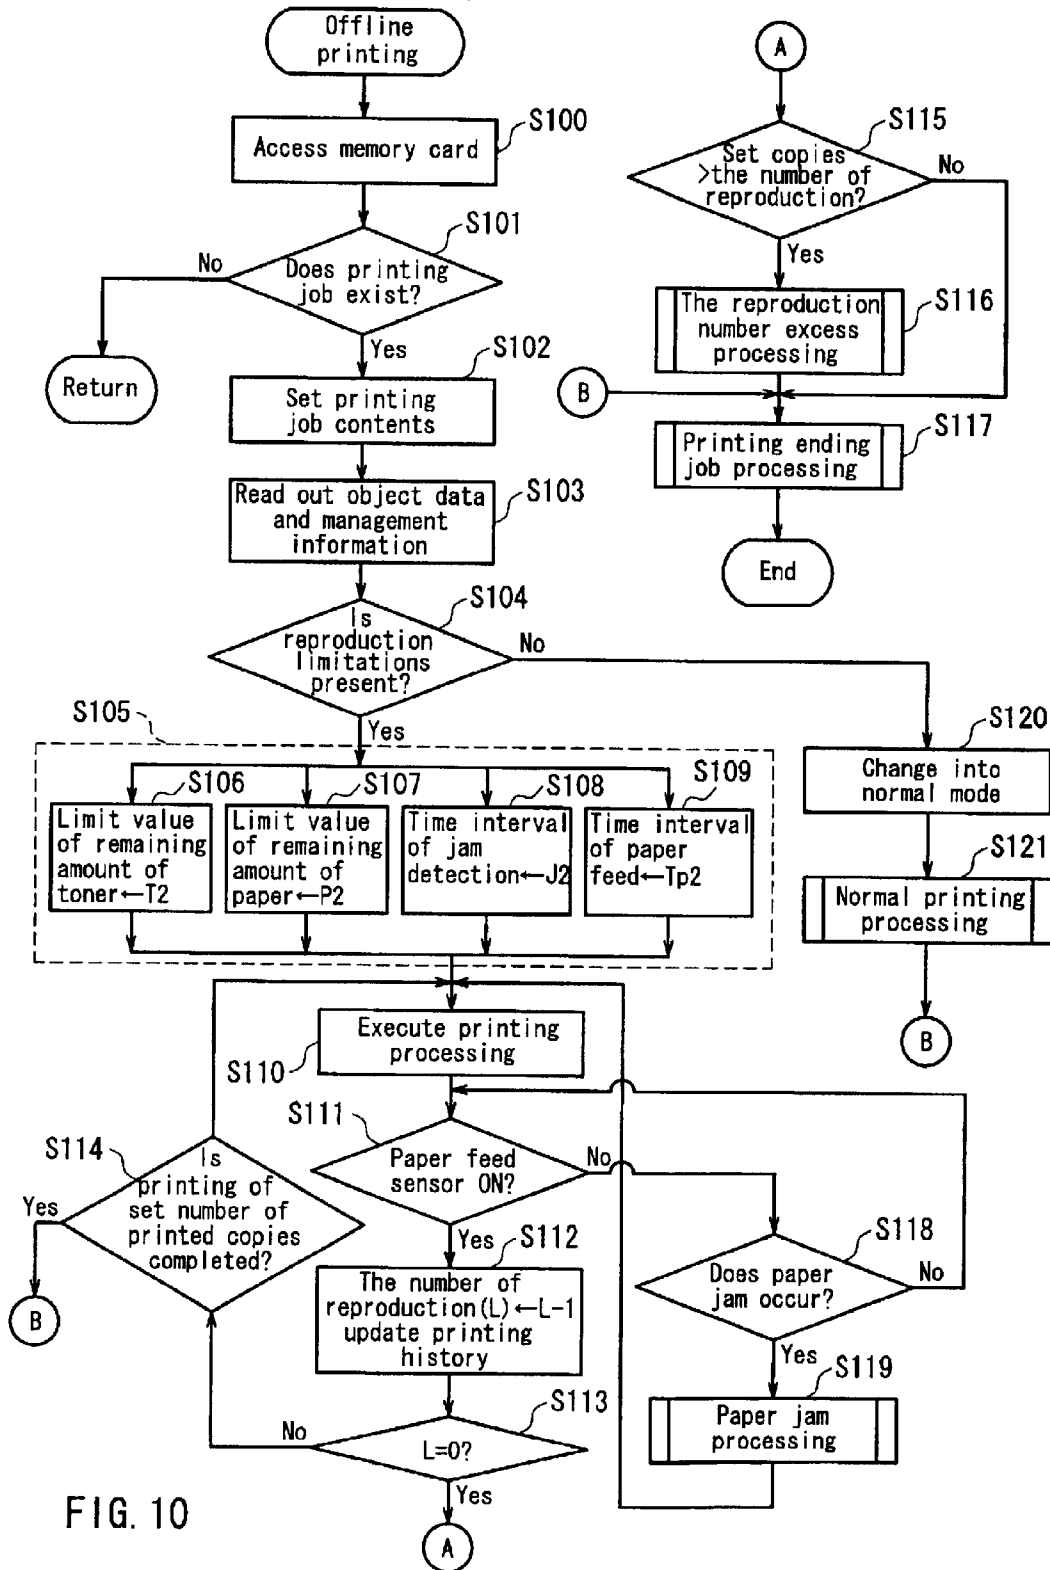 Offline
printing
S100
Access memory card
S101
Does printing
job exist?
No
Yes
Return
S102
Set printing
job contents
S103
Read out object data
and management
information
S104
Is
reproduction
limitations
present?
No
Yes
S105
S106
Limit value
of remaining
amount of
toner←T2
S107
Limit value
of remaining
amount of
paper←P2
S108
Time interval
of jam
detection←J2
S109
Time interval
of paper
feed←Tp2
S120
Change into
normal mode
S121
Normal printing
processing
B
Execute printing
processing
S110
S111
Paper feed
sensor ON?
No
Yes
S112
The number of
reproduction(L)←L-1
update printing
history
S113
L=0?
No
Yes
A
S114
Is
printing of
set number of
printed copies
completed?
Yes
B
S118
Does paper
jam occur?
No
Yes
S119
Paper jam
processing
A
S115
Set copies
>the number of
reproduction?
No
Yes
S116
The reproduction
number excess
processing
B
S117
Printing ending
job processing
End
FIG. 10